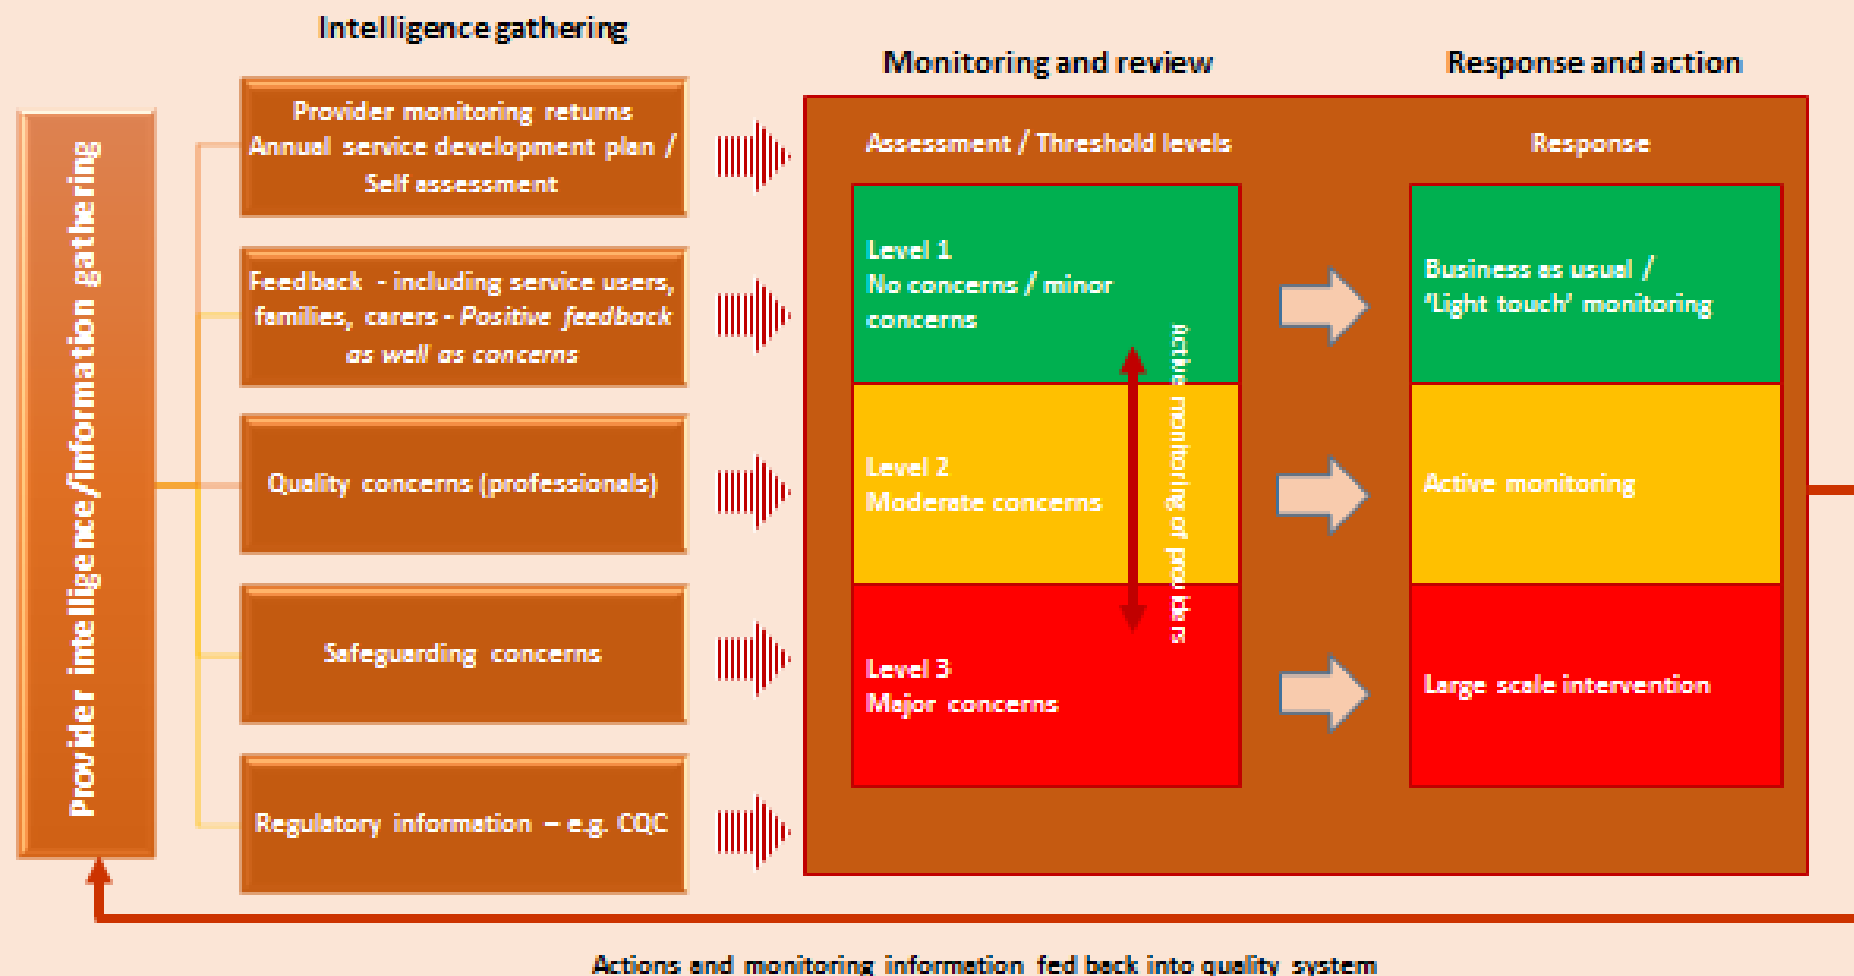 Intelligence gathering
Monitoring and review
Response and action
Provider intelligence/information gathering
Provider monitoring returns
Annual service development plan /
Self assessment
Feedback - including service users,
families, carers - Positive feedback
as well as concerns
Quality concerns (professionals)
Safeguarding concerns
Regulatory information – e.g. CQC
Assessment / Threshold levels
Level 1
No concerns / minor
concerns
Level 2
Moderate concerns
Level 3
Major concerns
Active monitoring of providers
Response
Business as usual /
'Light touch' monitoring
Active monitoring
Large scale intervention
Actions and monitoring information fed back into quality system